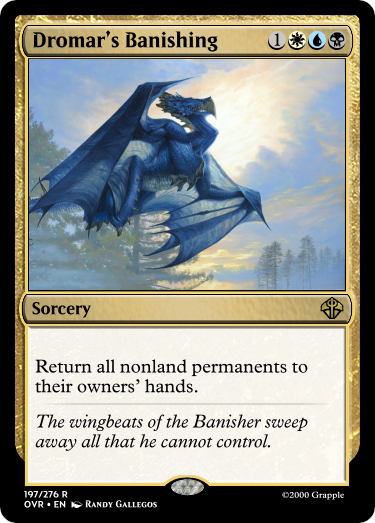 Dromar's Banishing 1
Sorcery
Return all nonland permanents to
their owners' hands.
The wingbeats of the Banisher sweep
away all that he cannot control.
197/276 R
OVR • EN Randy Gallegos
©2000 Grapple